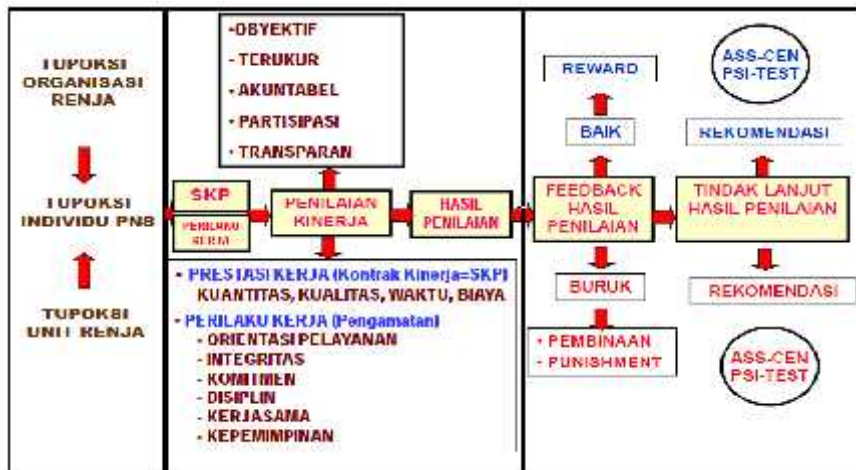 TUPOKSI
ORGANISASI
RENJA
TUPOKSI
INDIVIDU PNS
TUPOKSI
UNIT RENJA
-OBYEKTIF
- TERUKUR
- AKUNTABEL
- PARTISIPASI
- TRANSPARAN
SKP
PERILAKU
KERJA
PENILAIAN
KINERJA
HASIL
PENILAIAN
• PRESTASI KERJA (Kontrak Kinerja=SKP)
KUANTITAS, KUALITAS, WAKTU, BIAYA
• PERILAKU KERJA (Pengamatan)
- ORIENTASI PELAYANAN
- INTEGRITAS
- KOMITMEN
- DISIPLIN
- KERJASAMA
- KEPEMIMPINAN
REWARD
BAIK
FEEDBACK
HASIL
PENILAIAN
BURUK
• PEMBINAAN
- PUNISHMENT
ASS-CEN
PSI-TEST
REKOMENDASI
TINDAK LANJUT
HASIL PENILAIAN
REKOMENDASI
ASS-CEN
PSI-TEST